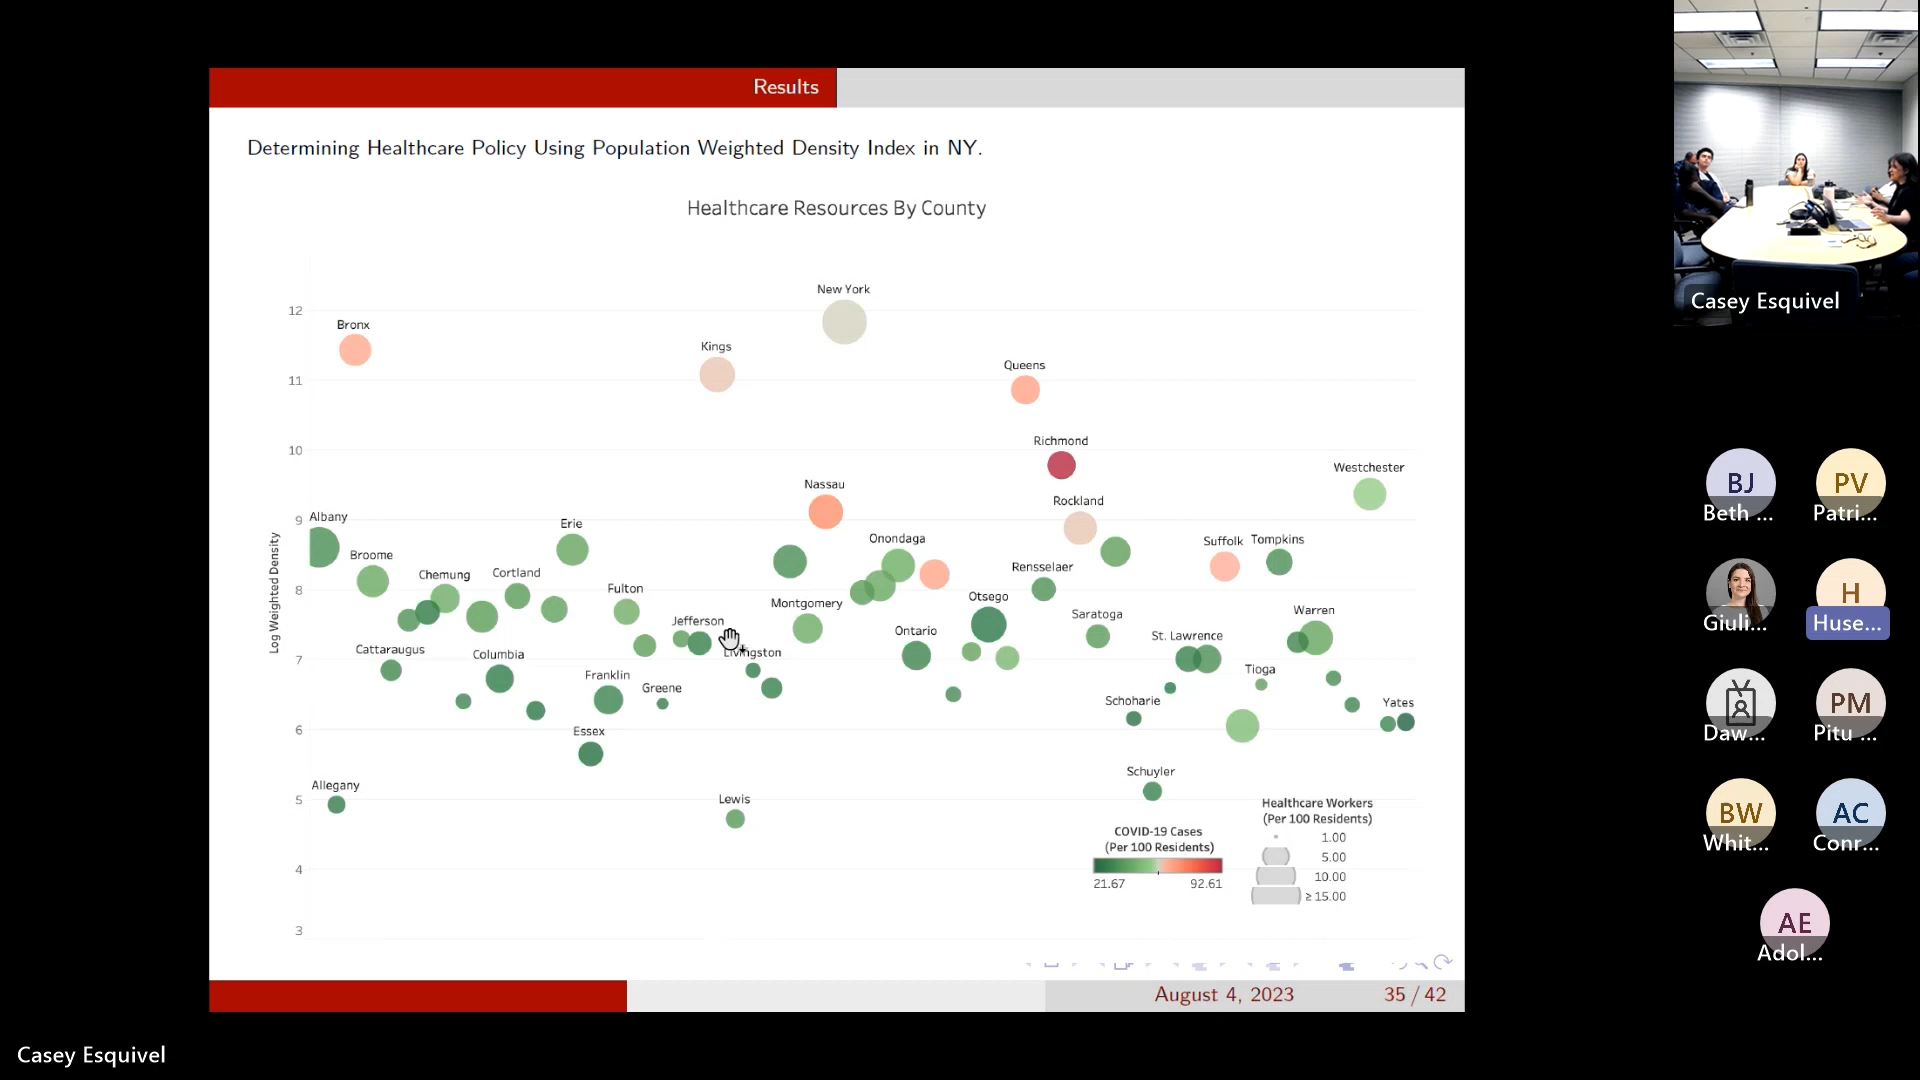 Results
Determining Healthcare Policy Using Population Weighted Density Index in NY.
Healthcare Resources By County
New York
12
Bronx
Kings
11
Queens
10
Richmond
Westchester
Nassau
Rockland
9
Albany
Erie
Onondaga
Suffolk
Tompkins
Broome
Chemung
Cortland
Rensselaer
8
Fulton
Montgomery
Otsego
Jefferson
Saratoga
Warren
Ontario
St. Lawrence
Log Weighted Density
7
Cattaraugus
Columbia
Livingston
Tioga
Franklin
Greene
Schoharie
Yates
6
Essex
Schuyler
Allegany
5
Lewis
4
3
COVID-19 Cases
(Per 100 Residents)
21.67
92.61
Healthcare Workers
(Per 100 Residents)
1.00
5.00
10.00
≥ 15.00
August 4, 2023
35 / 42
Casey Esquivel
Casey Esquivel
BJ
Beth ...
PV
Patri...
Giuli...
H
Huse...
Daw...
PM
Pitu ...
BW
Whit...
AC
Conr...
AE
Adol...